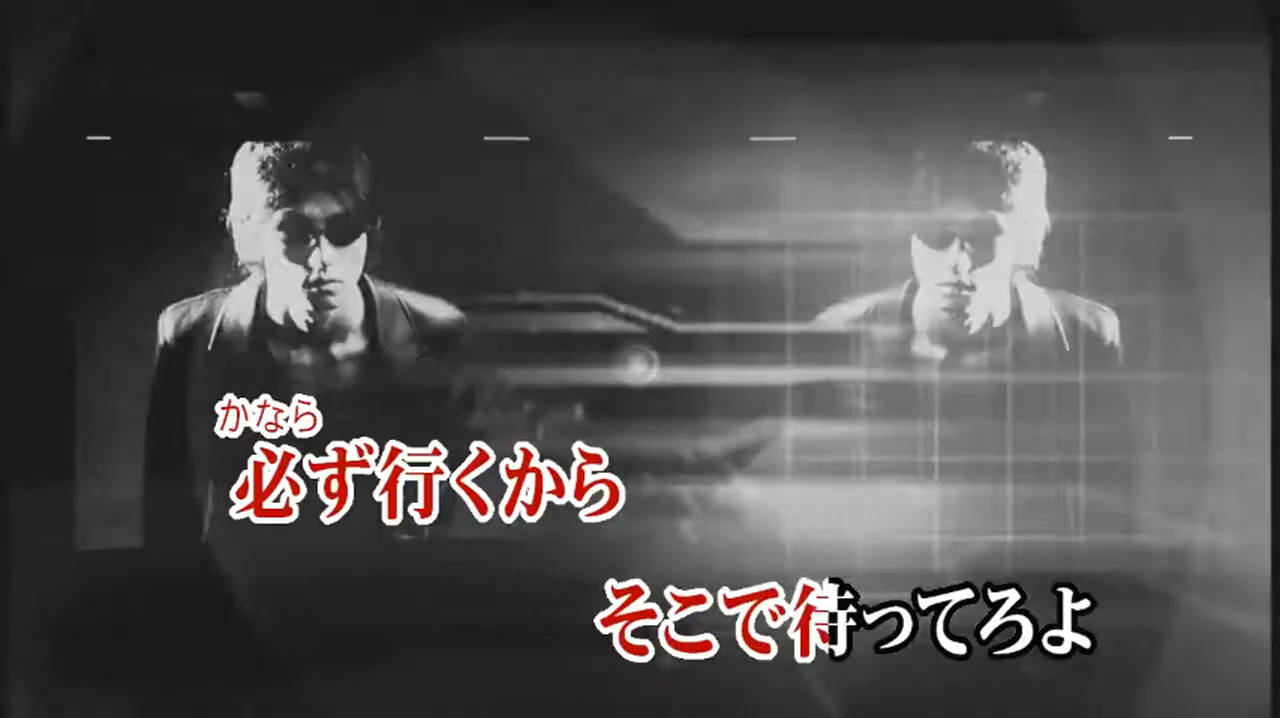 かなら
必ず行くから
そこで待ってろよ